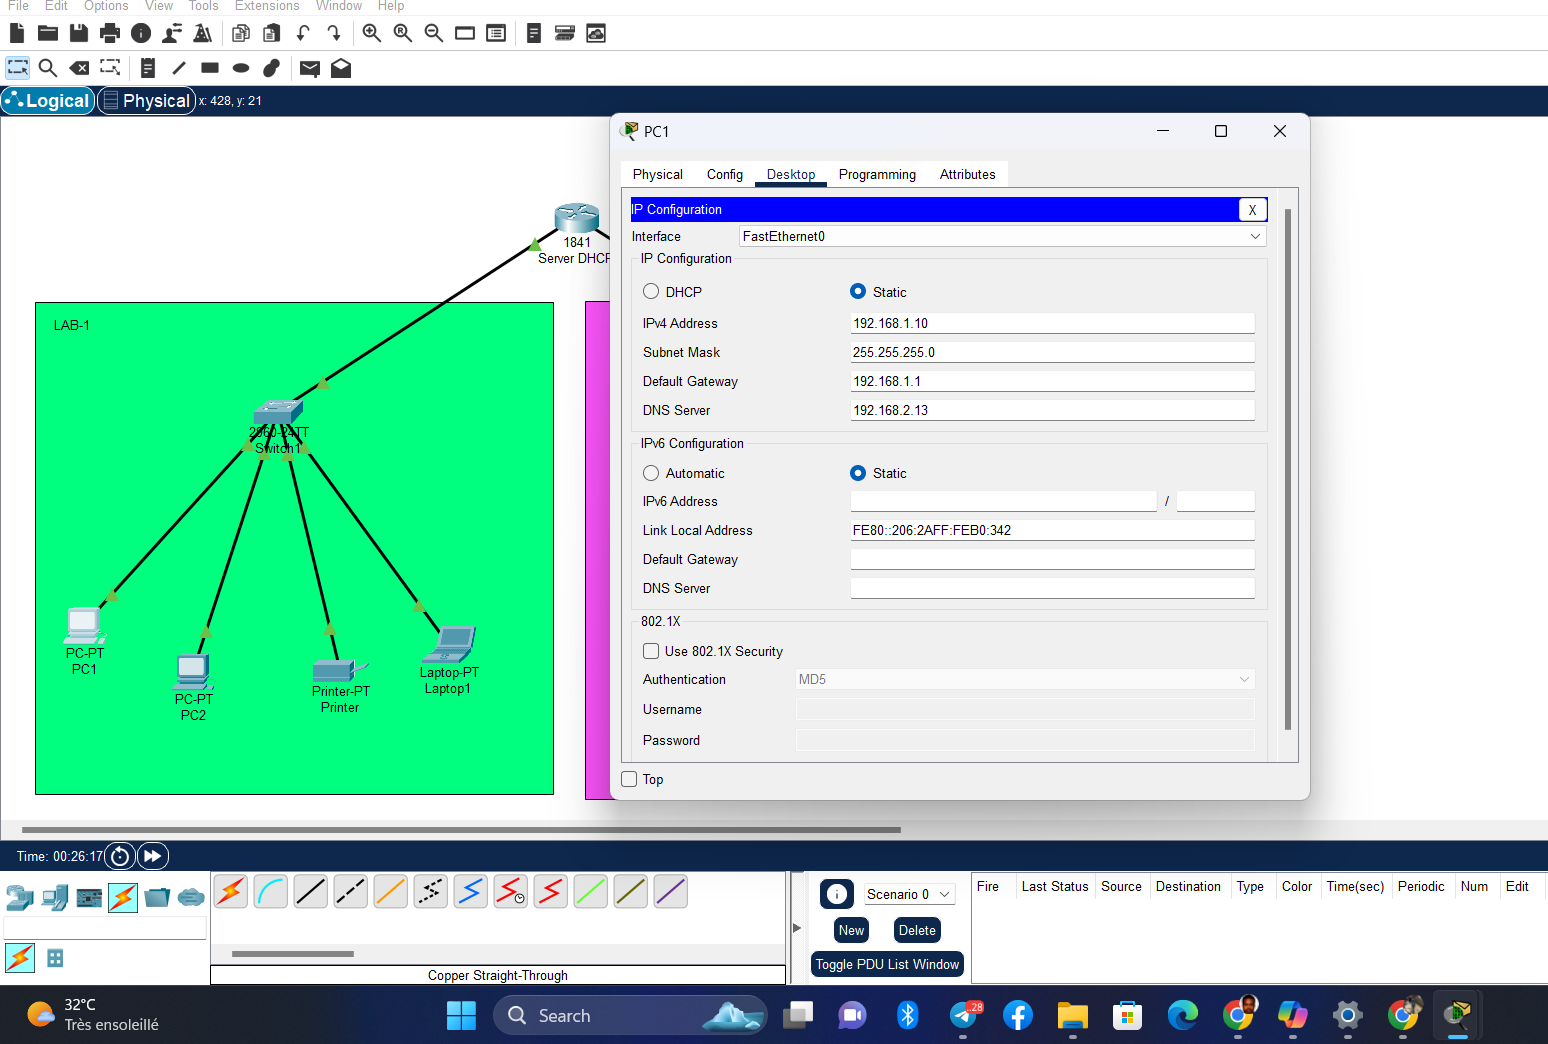 File Edit Options View Tools Extensions Window Help
Logical Physical x: 428, y: 21
PC1
Physical Config Desktop Programming Attributes
IP Configuration X
Interface FastEthernet0
IP Configuration
DHCP Static
IPv4 Address 192.168.1.10
Subnet Mask 255.255.255.0
Default Gateway 192.168.1.1
DNS Server 192.168.2.13
IPv6 Configuration
Automatic Static
IPv6 Address /
Link Local Address FE80::206:2AFF:FEB0:342
Default Gateway
DNS Server
802.1X
Use 802.1X Security
Authentication MD5
Username
Password
Top
1841
Server DHCP
LAB-1
2960-24TT
Switch1
PC-PT
PC1
PC-PT
PC2
Printer-PT
Printer
Laptop-PT
Laptop1
Time: 00:26:17
Scenario 0
New Delete
Toggle PDU List Window
Fire Last Status Source Destination Type Color Time(sec) Periodic Num Edit
Copper Straight-Through
32°C
Très ensoleillé
Search
..28